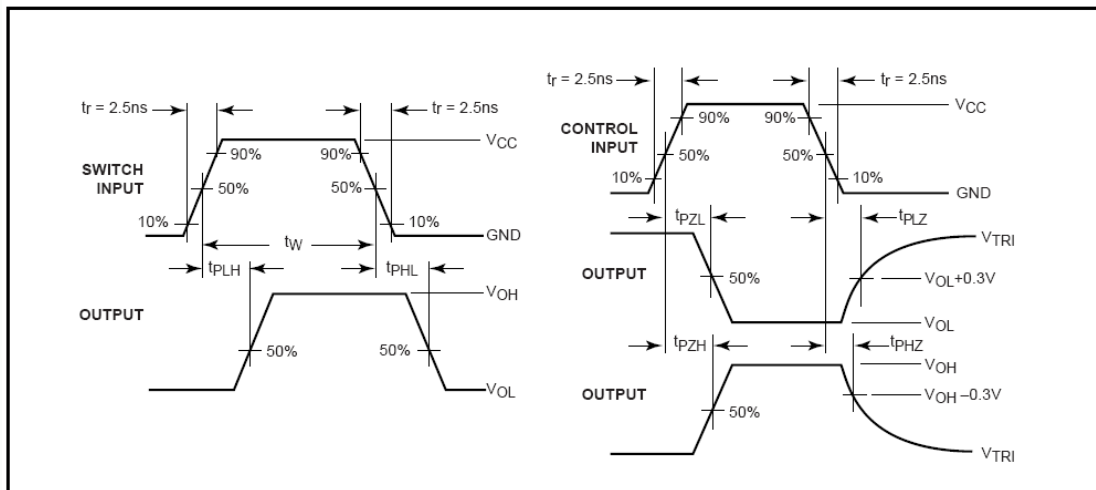 tr = 2.5ns
tr = 2.5ns
VCC
90%
90%
SWITCH
INPUT
50%
50%
10%
10%
GND
tW
tPLH
tPHL
VOH
OUTPUT
50%
50%
VOL
tr = 2.5ns
tr = 2.5ns
VCC
90%
90%
CONTROL
INPUT
50%
50%
10%
10%
GND
tPZL
tPLZ
VTRI
OUTPUT
50%
VOL+0.3V
VOL
tPZH
tPHZ
VOH
OUTPUT
VOH –0.3V
50%
VTRI